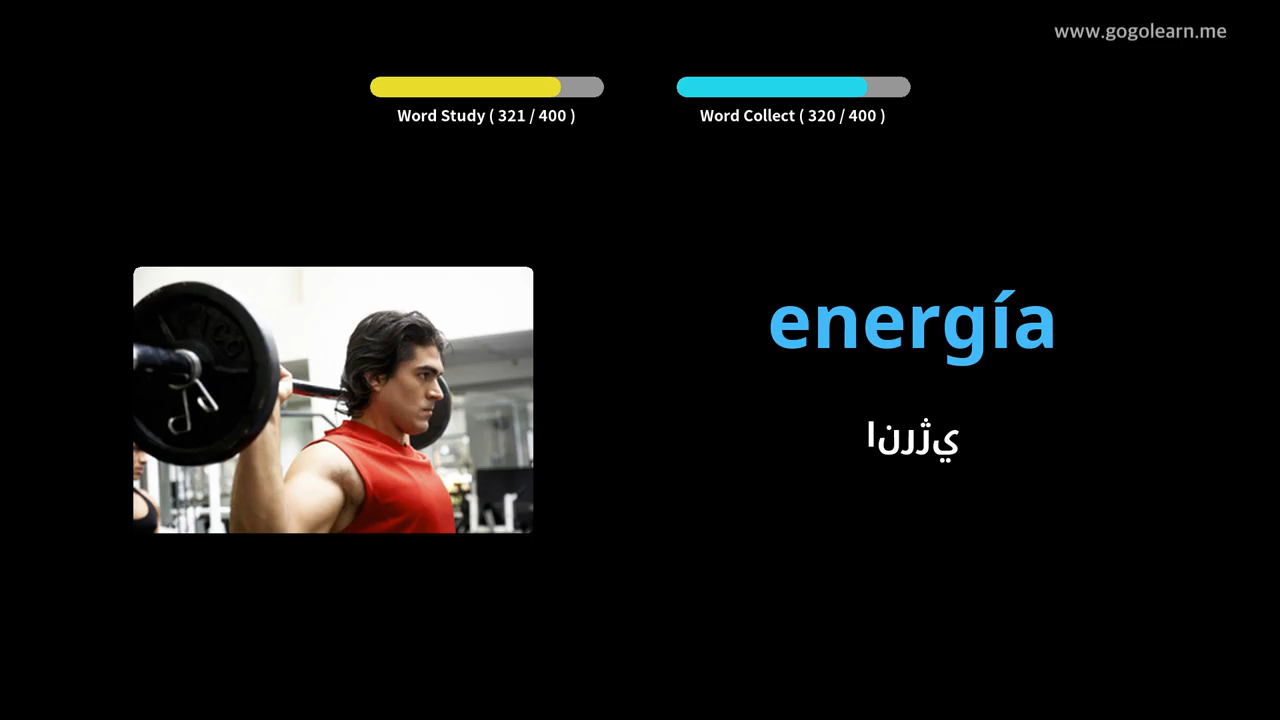 www.gogolearn.me
Word Study ( 321 / 400 )
Word Collect ( 320 / 400 )
energía
انرژي